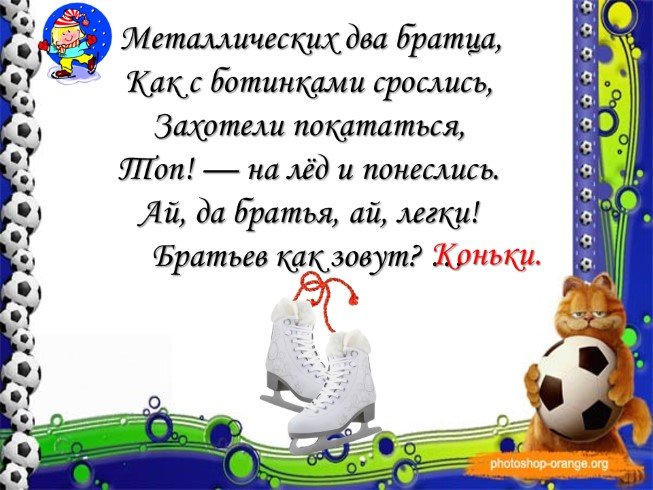 Металлических два братца,
Как с ботинками срослись,
Захотели покататься,
Топ! — на лёд и понеслись.
Ай, да братья, ай, легки!
Братьев как зовут? ... Коньки.
photoshop-orange.org